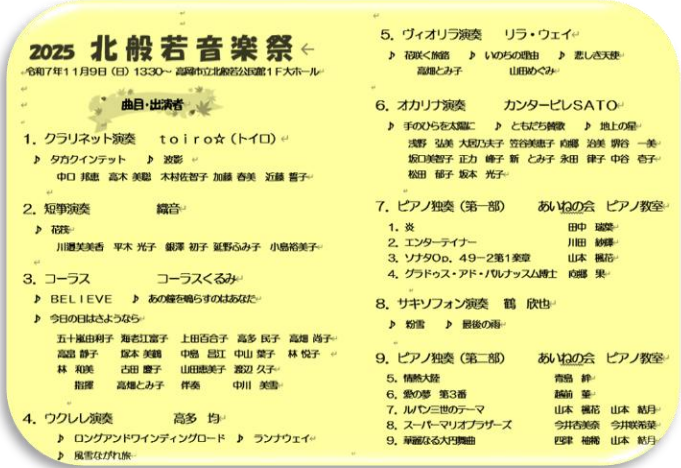 2025 北般若音楽祭
令和7年11月9日(日)13:30～ 高岡市立北般若公民館1F大ホール
曲目・出演者
1. クラリネット演奏 toiro☆(トイロ)
♪ タカクインテット ♪ 波影
中口 邦恵 高木 美聡 木村佐智子 加藤 春美 近藤 誓子
2. 短箏演奏 織音
♪ 花筏
川邊芙美香 平木 光子 銀澤 初子 延野ふみ子 小島裕美子
3. コーラス コーラスくるみ
♪ BELIEVE ♪ あの鐘を鳴らすのはあなた
♪ 今日の日はさようなら
五十嵐由利子 海老江富子 上田百合子 高多 民子 高畑 尚子
高畠 静子 塚本 美鶴 中島 昌江 中山 葉子 林 悦子
林 和美 古田 慶子 山田恵美子 渡辺 久子
指揮 高畑とみ子 伴奏 中川 美雪
4. ウクレレ演奏 高多 均
♪ ロングアンドワインディングロード ♪ ランナウェイ
♪ 風雪ながれ旅
5. ヴィオリラ演奏 リラ・ウェイ
♪ 花咲く旅路 ♪ いのちの理由 ♪ 悲しき天使
高畑とみ子 山田めぐみ
6. オカリナ演奏 カンタービレSATO
♪ 手のひらを太陽に ♪ ともだち讃歌 ♪ 地上の星
浅野 弘美 大居乃夫子 笠谷美恵子 向郷 治美 堺谷 一美
坂口美智子 正力 峰子 新 とみ子 永田 律子 中谷 壱子
松田 郁子 坂本 光子
7. ピアノ独奏(第一部) あいねの会 ピアノ教室
1. 炎 田中 瑞葉
2. エンターテイナー 川田 紗暉
3. ソナタOp. 49－2第1楽章 山本 楓花
4. グラドゥス・アド・パルナッスム博士 向郷 果
8. サキソフォン演奏 鶴 欣也
♪ 粉雪 ♪ 最後の雨
9. ピアノ独奏(第二部) あいねの会 ピアノ教室
5. 情熱大陸 青島 絆
6. 愛の夢 第3番 越前 菫
7. ルパン三世のテーマ 山本 楓花 山本 結月
8. スーパーマリオブラザーズ 今井杏美奈 今井咲希菜
9. 華麗なる大円舞曲 四津 柚榴 山本 結月